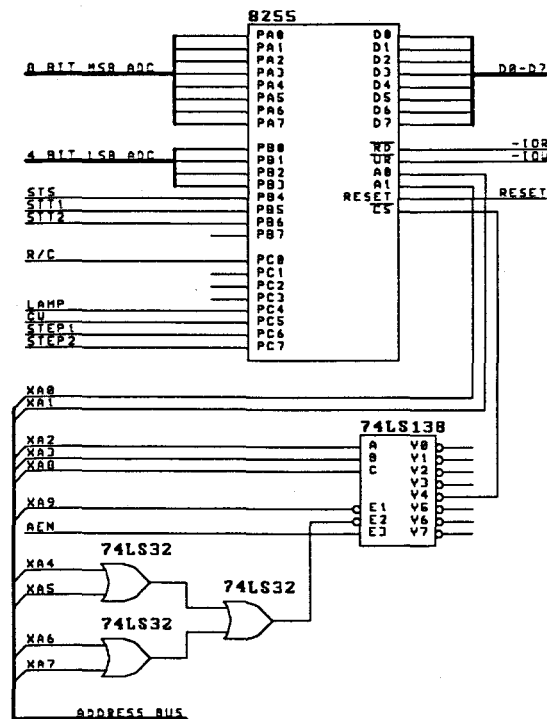 8255
PA0 D0
PA1 D1
PA2 D2
8 BIT MSB ADC PA3 D3 D0-D7
PA4 D4
PA5 D5
PA6 D6
PA7 D7
PB0 RD -IOR
4 BIT LSB ADC PB1 WR -IOW
PB2 A0
PB3 A1
STS PB4 RESET RESET
STT1 PB5 CS
STT2 PB6
PB7
R/C PC0
PC1
PC2
PC3
LAMP PC4
CW PC5
STEP1 PC6
STEP2 PC7
XA0
XA1
74LS138
XA2 A Y0
XA3 B Y1
XA8 C Y2
Y3
Y4
XA9 E1 Y5
E2 Y6
AEN E3 Y7
74LS32
XA4
74LS32
XA5
74LS32
XA6
XA7
ADDRESS BUS